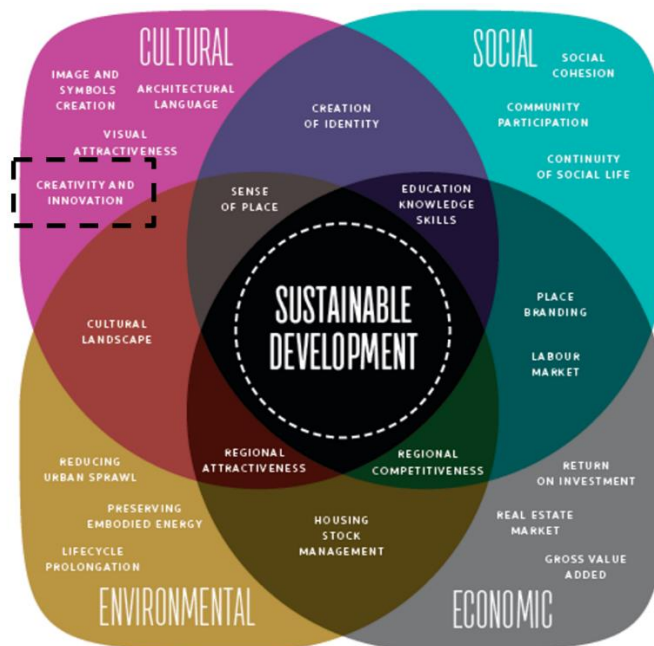 CULTURAL
IMAGE AND
SYMBOLS
CREATION
ARCHITECTURAL
LANGUAGE
VISUAL
ATTRACTIVENESS
CREATIVITY AND
INNOVATION
SOCIAL
SOCIAL
COHESION
COMMUNITY
PARTICIPATION
CONTINUITY
OF SOCIAL LIFE
CREATION
OF IDENTITY
SENSE
OF PLACE
EDUCATION
KNOWLEDGE
SKILLS
CULTURAL
LANDSCAPE
SUSTAINABLE
DEVELOPMENT
PLACE
BRANDING
LABOUR
MARKET
REGIONAL
ATTRACTIVENESS
REGIONAL
COMPETITIVENESS
REDUCING
URBAN SPRAWL
PRESERVING
EMBODIED ENERGY
LIFECYCLE
PROLONGATION
ENVIRONMENTAL
HOUSING
STOCK
MANAGEMENT
RETURN
ON INVESTMENT
REAL ESTATE
MARKET
GROSS VALUE
ADDED
ECONOMIC